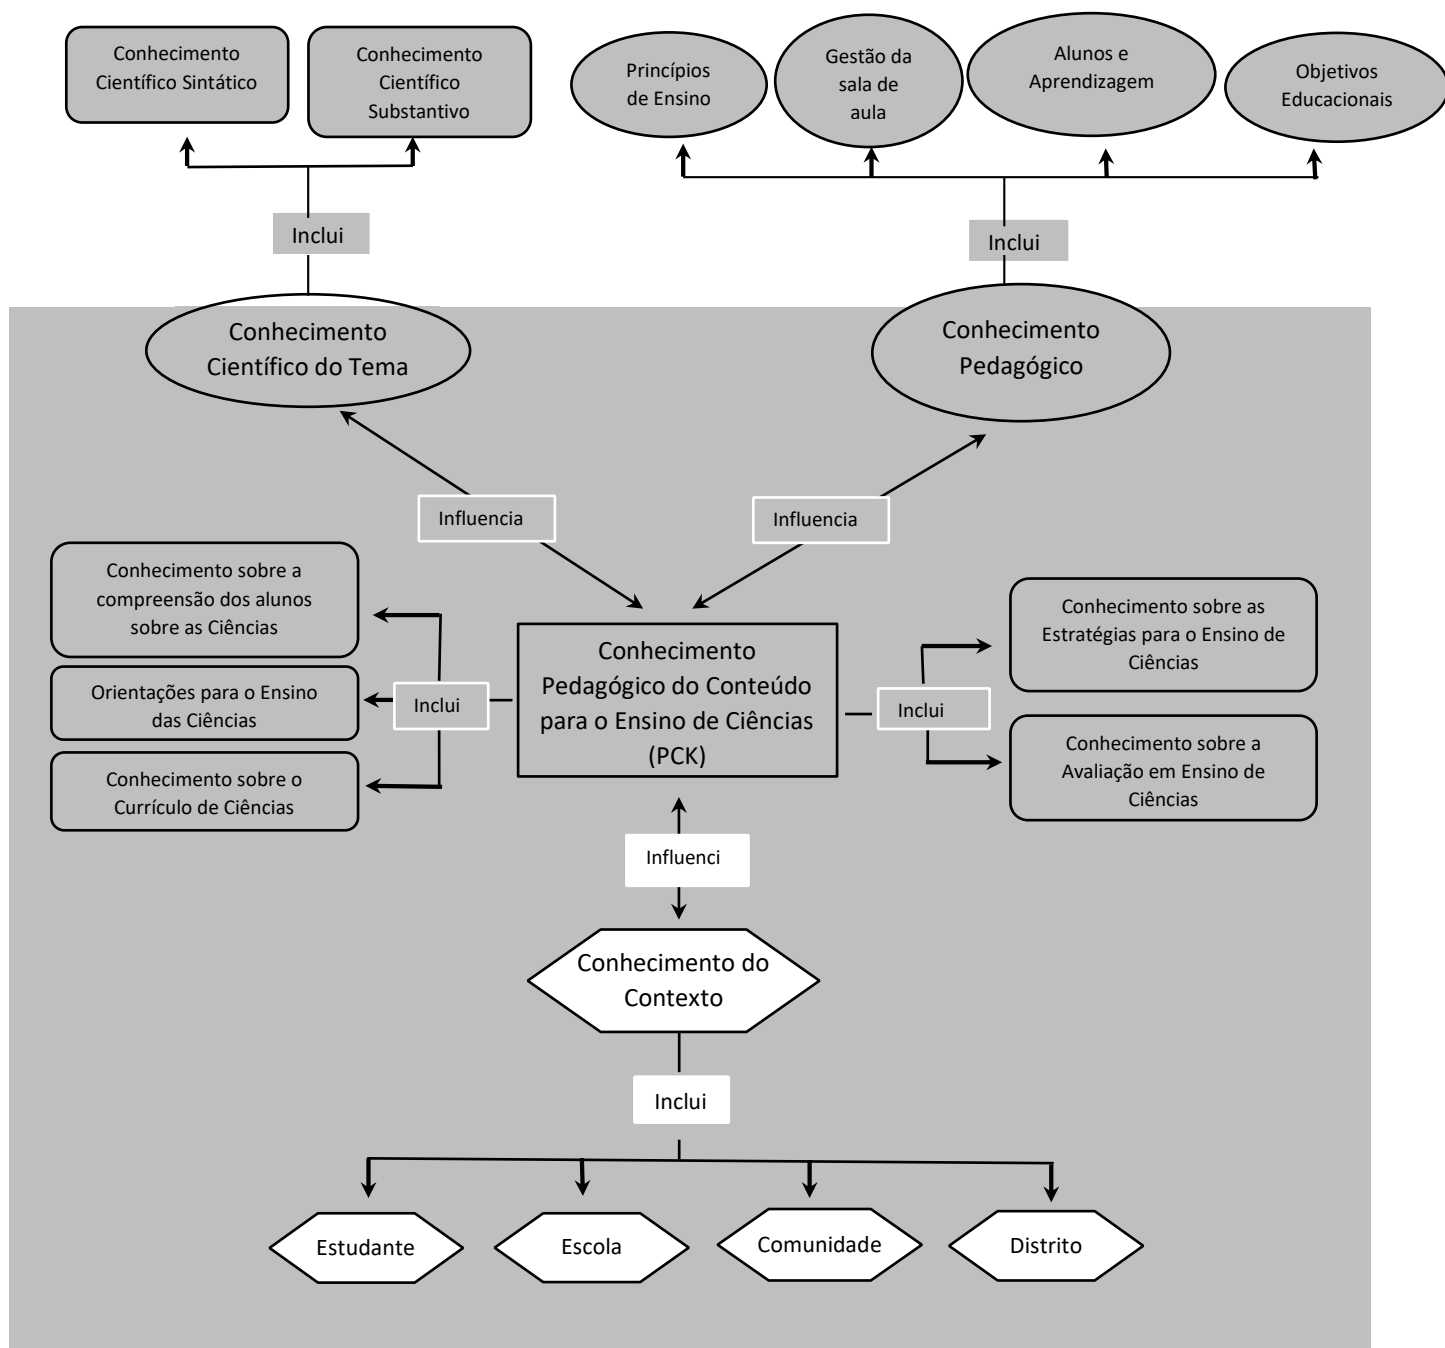 Conhecimento
Científico Sintático
Conhecimento
Científico
Substantivo
Princípios
de Ensino
Gestão da
sala de
aula
Alunos e
Aprendizagem
Objetivos
Educacionais
Inclui
Inclui
Conhecimento
Científico do Tema
Conhecimento
Pedagógico
Influencia
Influencia
Conhecimento sobre a
compreensão dos alunos
sobre as Ciências
Orientações para o Ensino
das Ciências
Conhecimento sobre o
Currículo de Ciências
Inclui
Conhecimento
Pedagógico do Conteúdo
para o Ensino de Ciências
(PCK)
Inclui
Conhecimento sobre as
Estratégias para o Ensino de
Ciências
Conhecimento sobre a
Avaliação em Ensino de
Ciências
Influenci
Conhecimento do
Contexto
Inclui
Estudante
Escola
Comunidade
Distrito